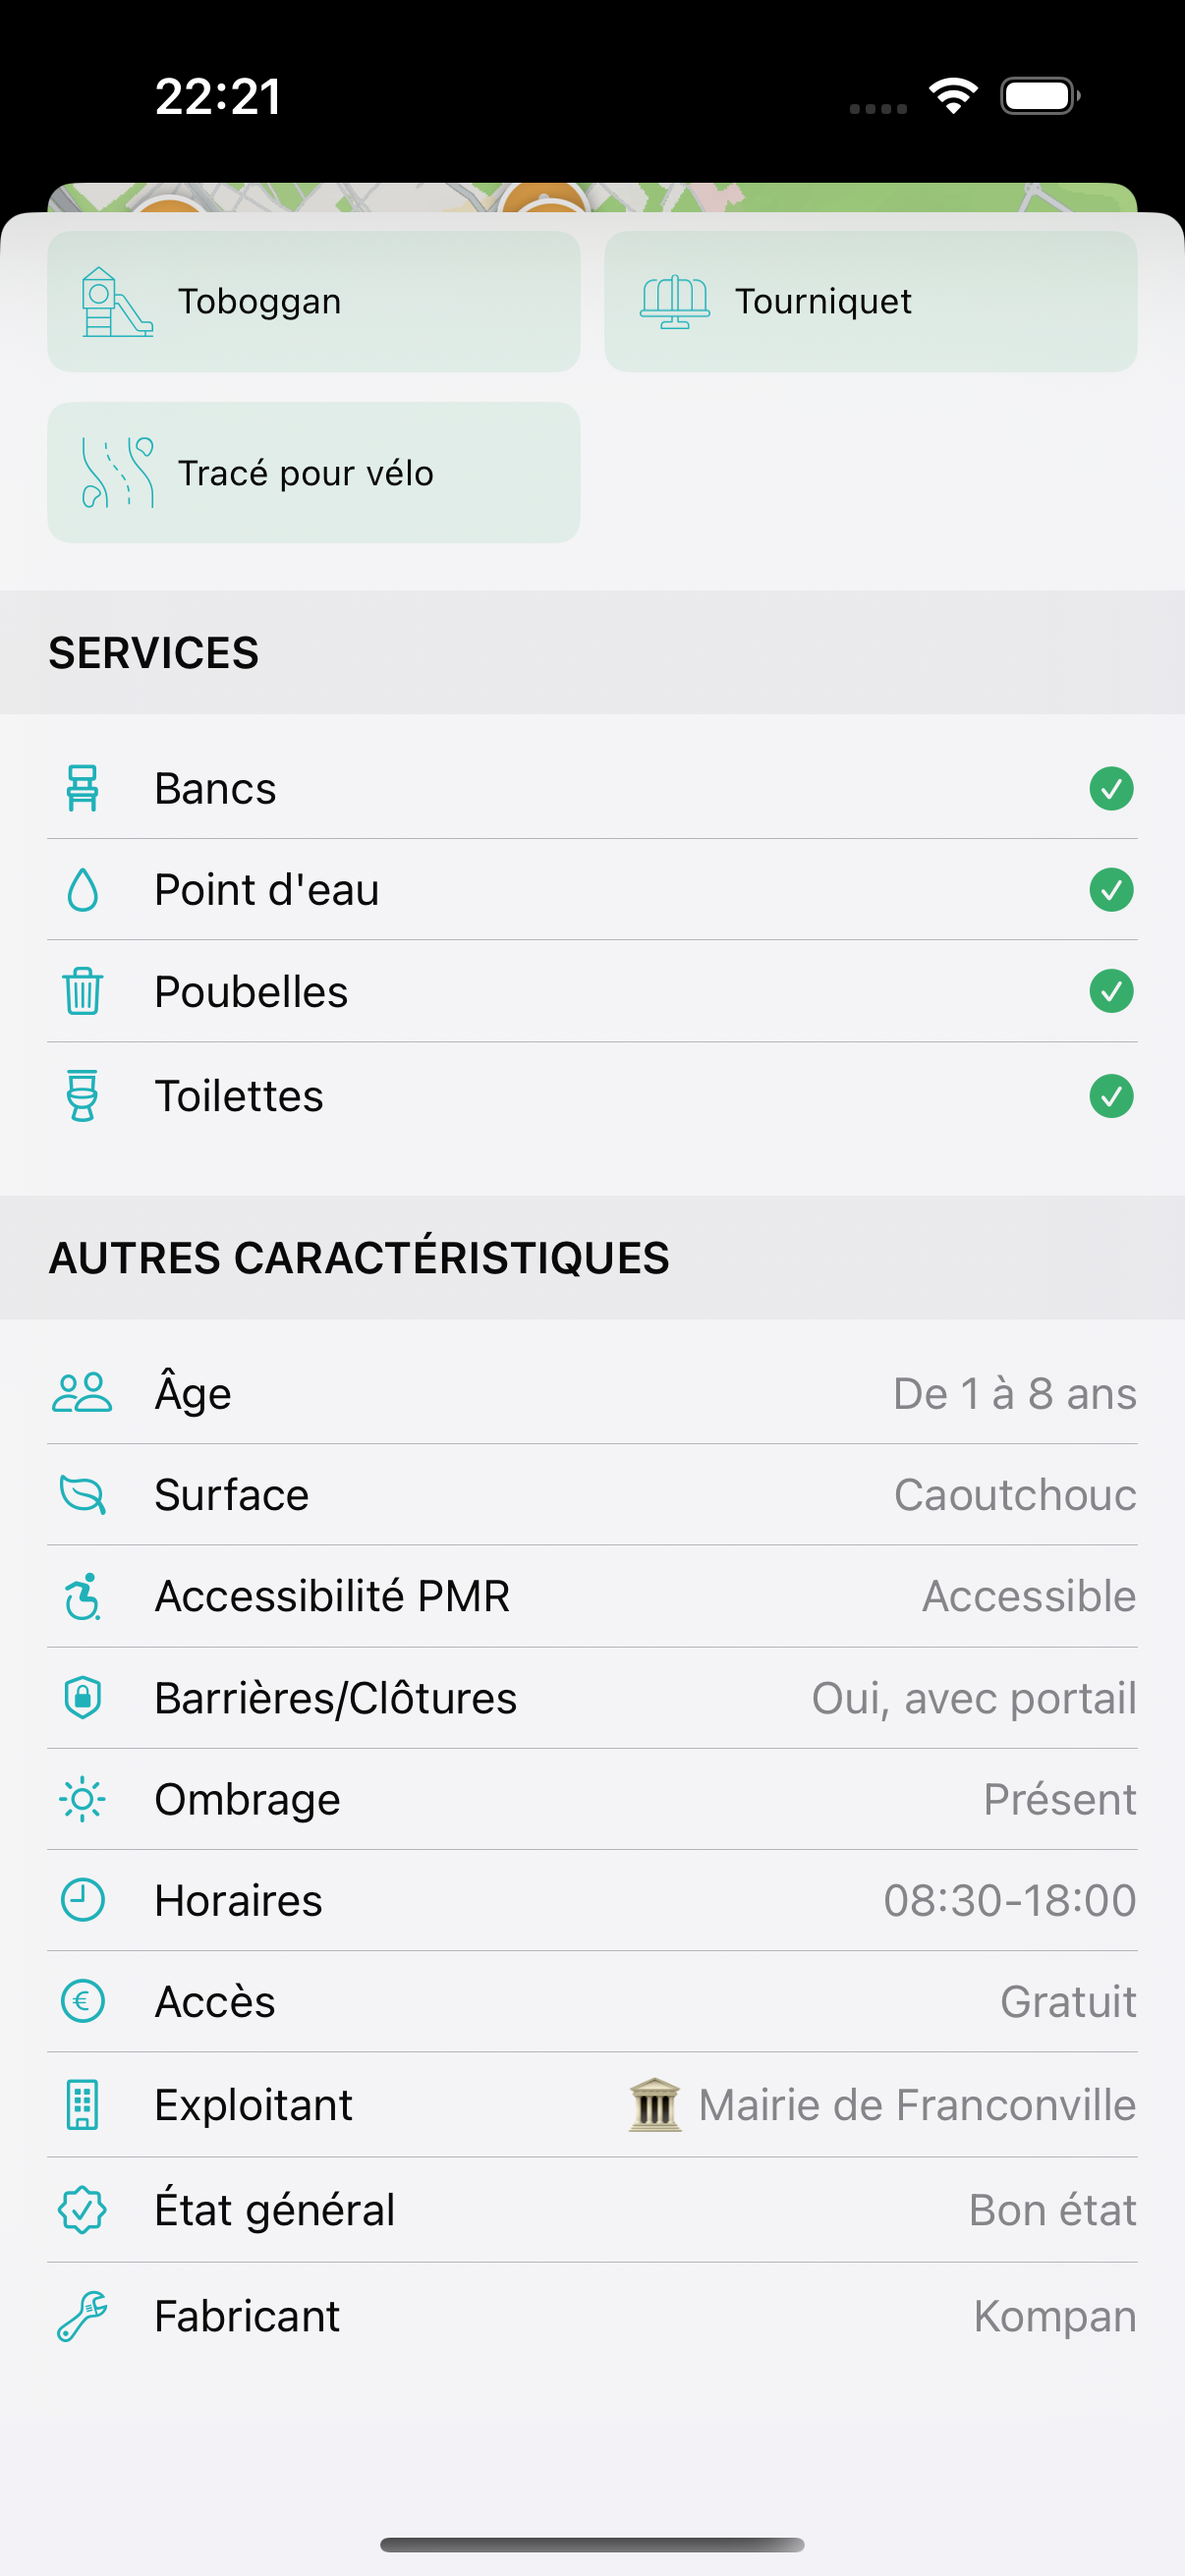 22:21
Toboggan
Tourniquet
Tracé pour vélo
SERVICES
Bancs
Point d'eau
Poubelles
Toilettes
AUTRES CARACTÉRISTIQUES
Âge De 1 à 8 ans
Surface Caoutchouc
Accessibilité PMR Accessible
Barrières/Clôtures Oui, avec portail
Ombrage Présent
Horaires 08:30-18:00
Accès Gratuit
Exploitant 🏛️ Mairie de Franconville
État général Bon état
Fabricant Kompan